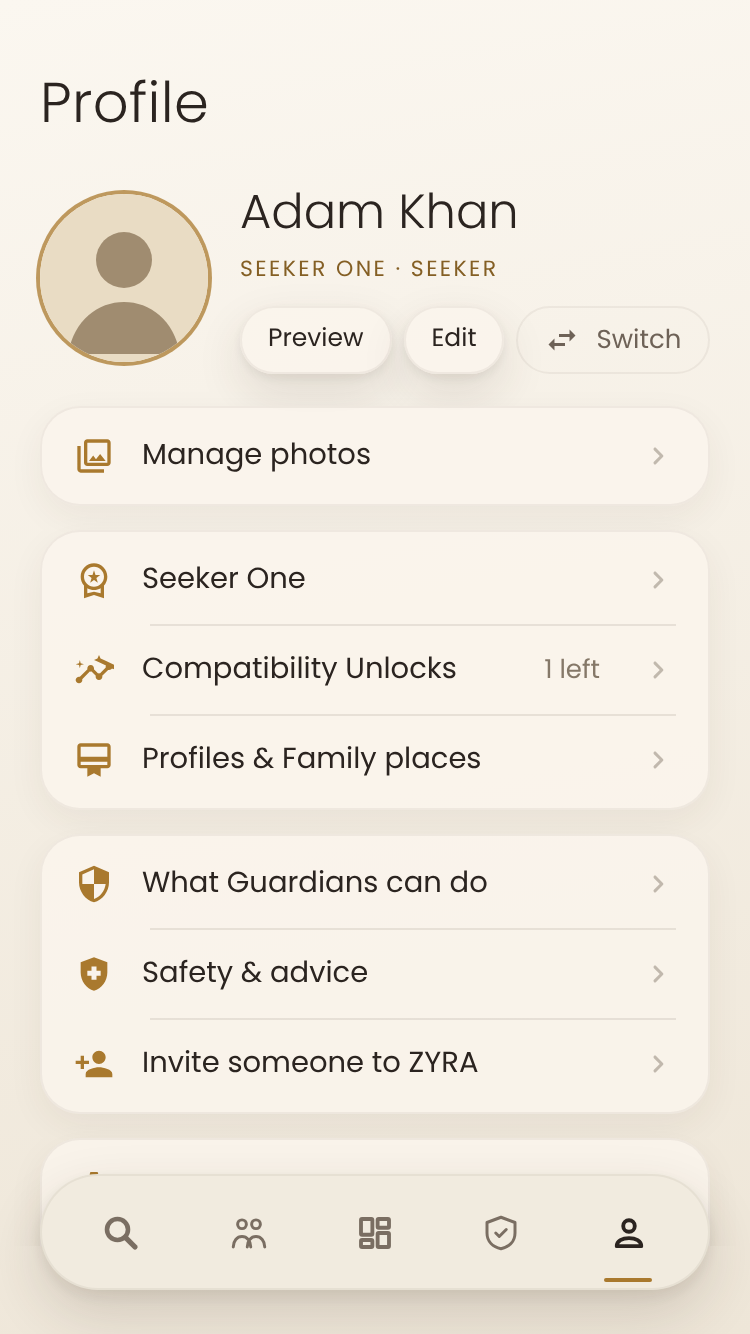 Profile
Adam Khan
SEEKER ONE · SEEKER
Preview
Edit
Switch
Manage photos
Seeker One
Compatibility Unlocks
1 left
Profiles & Family places
What Guardians can do
Safety & advice
Invite someone to ZYRA